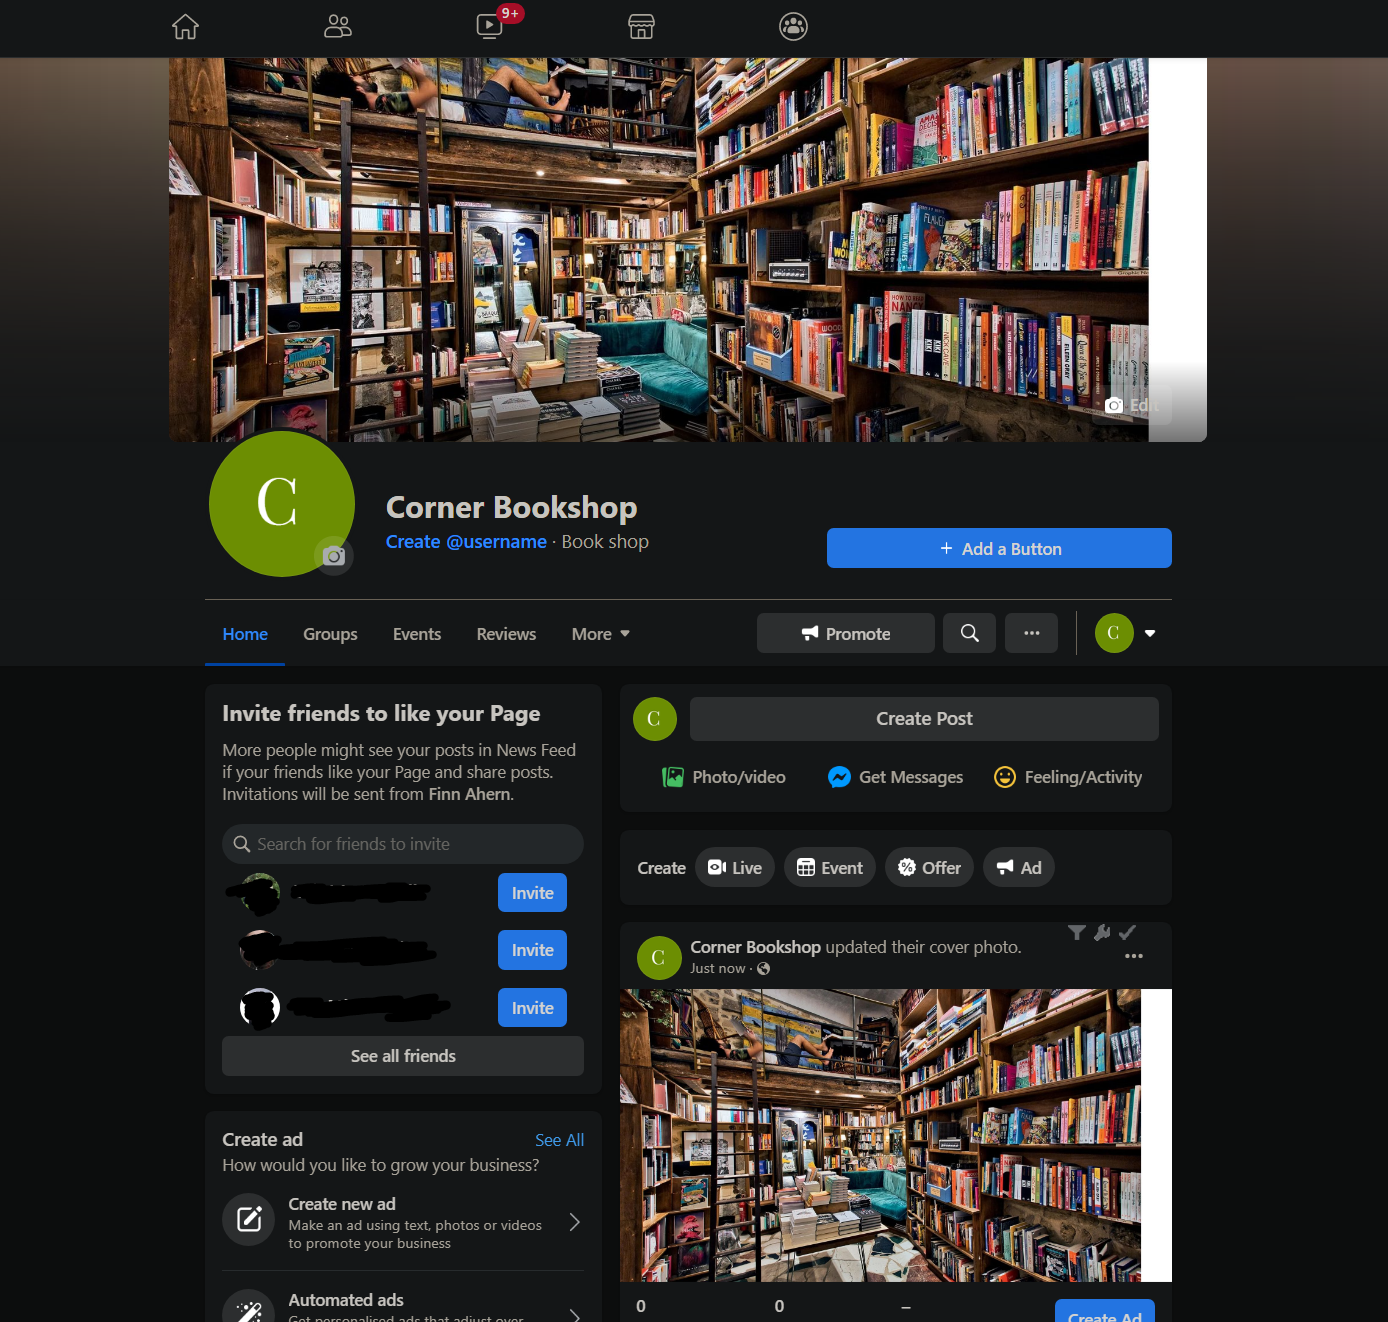 9+
Edit
C
Corner Bookshop
Create @username · Book shop
+ Add a Button
Home
Groups
Events
Reviews
More
Promote
C
Invite friends to like your Page
More people might see your posts in News Feed
if your friends like your Page and share posts.
Invitations will be sent from Finn Ahern.
Search for friends to invite
Invite
Invite
Invite
See all friends
Create ad
See All
How would you like to grow your business?
Create new ad
Make an ad using text, photos or videos
to promote your business
Automated ads
Get personalised ads that adjust over
C
Create Post
Photo/video
Get Messages
Feeling/Activity
Create
Live
Event
Offer
Ad
C
Corner Bookshop updated their cover photo.
Just now ·
0
0
–
Create Ad